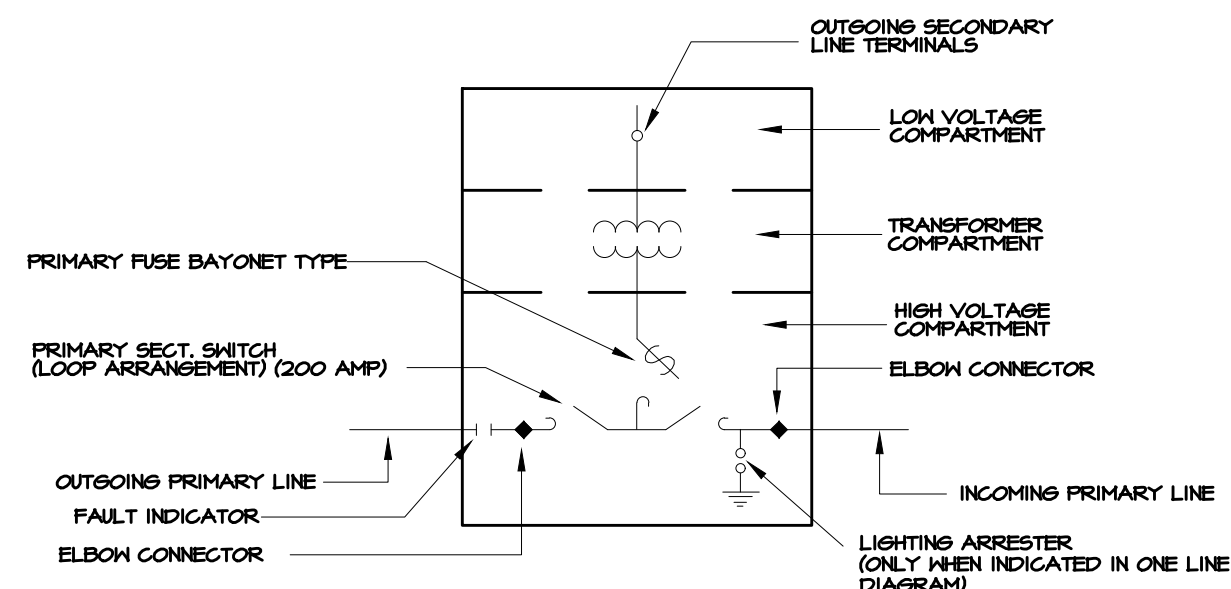 OUTGOING SECONDARY
LINE TERMINALS
LOW VOLTAGE
COMPARTMENT
TRANSFORMER
COMPARTMENT
PRIMARY FUSE BAYONET TYPE
HIGH VOLTAGE
COMPARTMENT
PRIMARY SECT. SWITCH
(LOOP ARRANGEMENT) (200 AMP)
ELBOW CONNECTOR
OUTGOING PRIMARY LINE
INCOMING PRIMARY LINE
FAULT INDICATOR
ELBOW CONNECTOR
LIGHTING ARRESTER
(ONLY WHEN INDICATED IN ONE LINE
DIAGRAM)